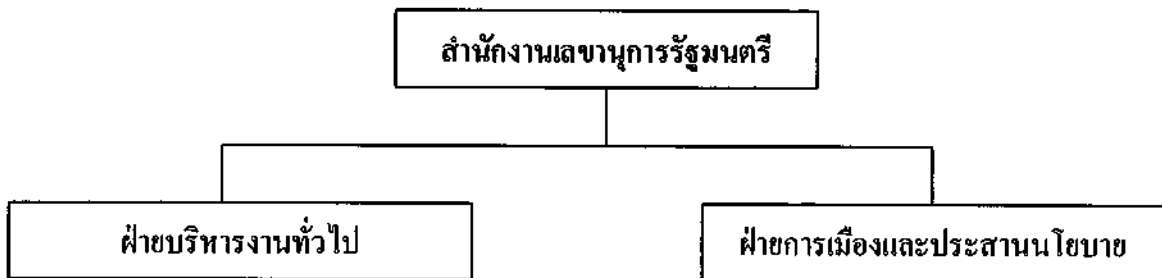 สำนักงานเลขานุการรัฐมนตรี
ฝ่ายบริหารงานทั่วไป
ฝ่ายการเมืองและประสานนโยบาย